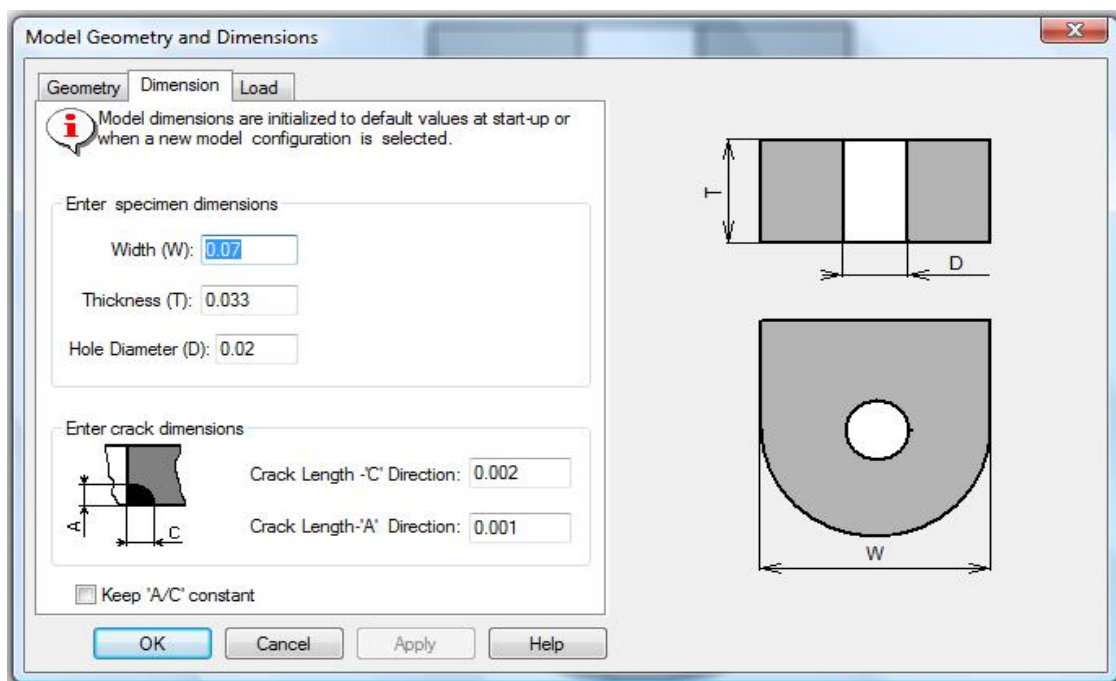 Model Geometry and Dimensions
Geometry Dimension Load
i Model dimensions are initialized to default values at start-up or
when a new model configuration is selected.
Enter specimen dimensions
Width (W): 0.07
Thickness (T): 0.033
Hole Diameter (D): 0.02
Enter crack dimensions
A
C
Crack Length -'C' Direction: 0.002
Crack Length-'A' Direction: 0.001
Keep 'A/C' constant
OK Cancel Apply Help
T
D
W